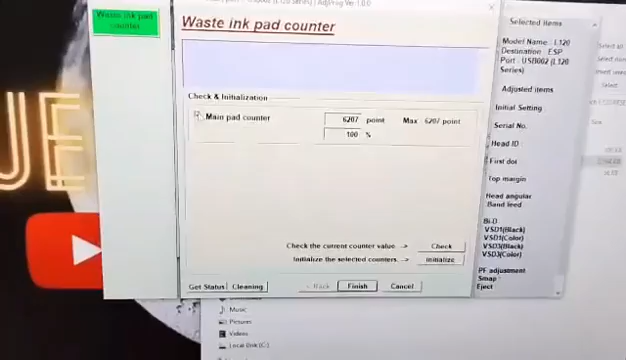 Waste ink pad
counter
AdjProg Ver 1.0.0
Waste ink pad counter
Check & Initialization
Main pad counter
6207 point
Max 6207 point
100 %
Check the current counter value -->
Check
Initialize the selected counters. -->
Initialize
Get Status
Cleaning
< Back
Finish
Cancel
Selected items
Model Name : L120
Destination : ESP
Port : USB002 (L120
Series)
Adjusted items
Initial Setting
Serial No.
Head ID
First dot
Top margin
Head angular
Band feed
Bi-D
VSD1(Black)
VSD1(Color)
VSD3(Black)
VSD3(Color)
PF adjustment
Smap
Eject
Music
Pictures
Videos
Local Disk (C:)
UE